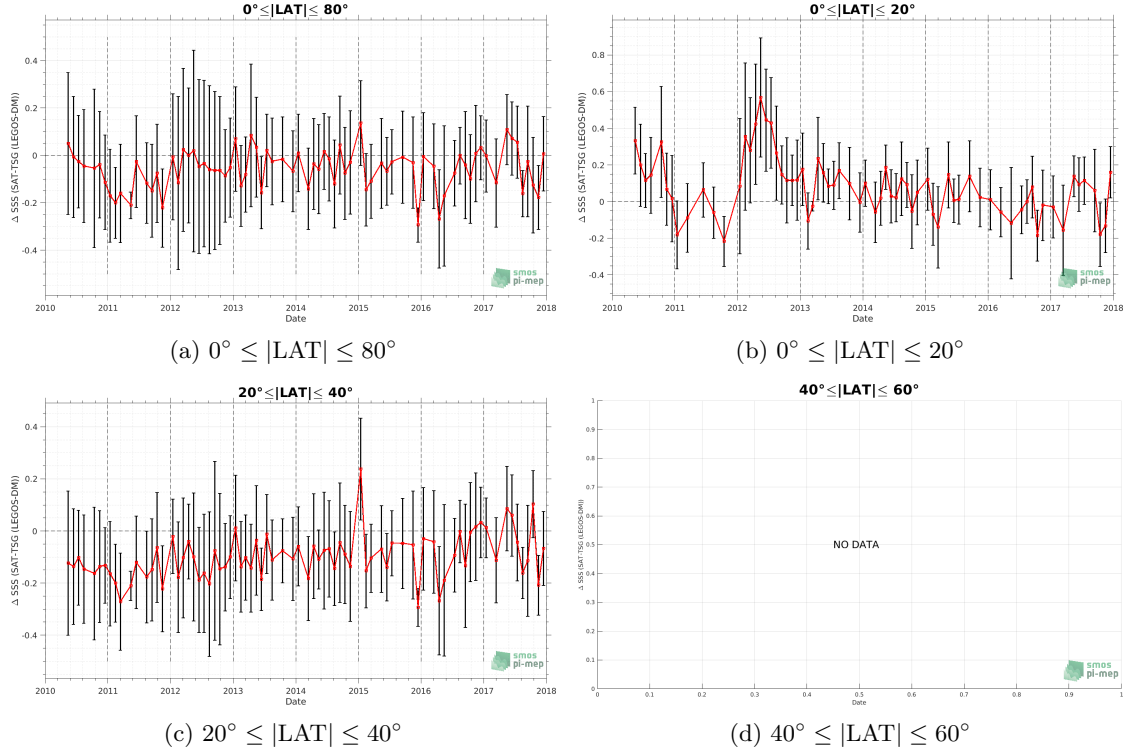 0°≤|LAT|≤ 80°
Δ SSS (SAT-TSG (LEGOS-DM))
0.4
0.2
0
-0.2
-0.4
2010 2011 2012 2013 2014 2015 2016 2017 2018
Date
smos
pi-mep
(a) 0° ≤ |LAT| ≤ 80°
0°≤|LAT|≤ 20°
Δ SSS (SAT-TSG (LEGOS-DM))
0.8
0.6
0.4
0.2
0
-0.2
-0.4
2010 2011 2012 2013 2014 2015 2016 2017 2018
Date
smos
pi-mep
(b) 0° ≤ |LAT| ≤ 20°
20°≤|LAT|≤ 40°
Δ SSS (SAT-TSG (LEGOS-DM))
0.4
0.2
0
-0.2
-0.4
2010 2011 2012 2013 2014 2015 2016 2017 2018
Date
smos
pi-mep
(c) 20° ≤ |LAT| ≤ 40°
40°≤|LAT|≤ 60°
Δ SSS (SAT-TSG (LEGOS-DM))
1
0.9
0.8
0.7
0.6
0.5
0.4
0.3
0.2
0.1
0
NO DATA
0 0.1 0.2 0.3 0.4 0.5 0.6 0.7 0.8 0.9 1
Date
smos
pi-mep
(d) 40° ≤ |LAT| ≤ 60°